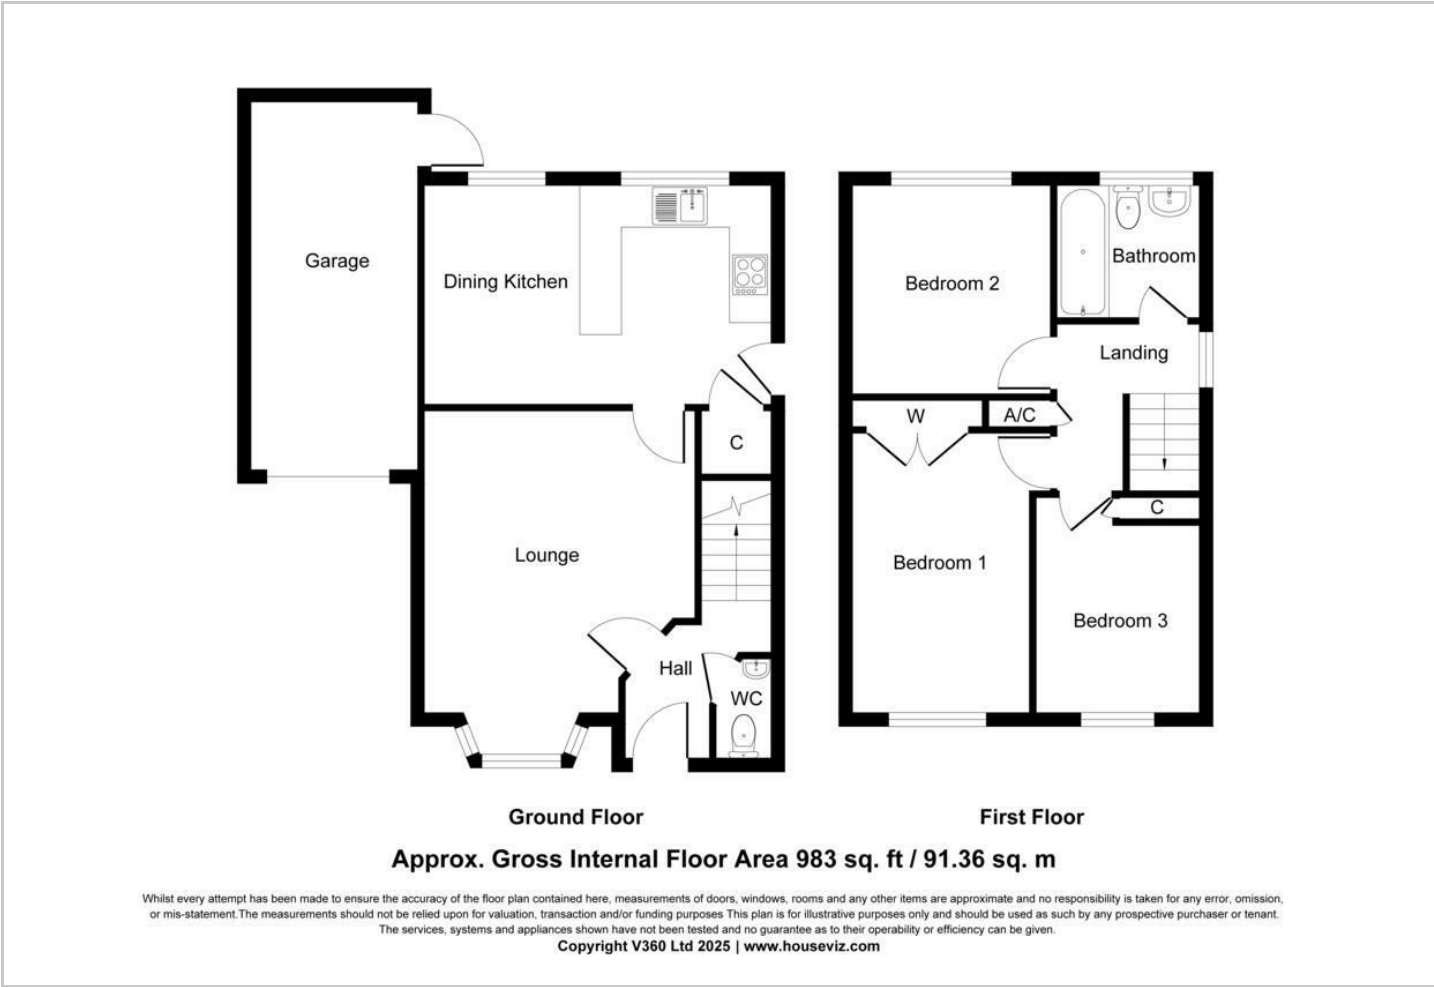 Garage
Dining Kitchen
C
Lounge
Hall
WC
Bedroom 2
Bathroom
Landing
W
A/C
C
Bedroom 1
Bedroom 3
Ground Floor
First Floor
Approx. Gross Internal Floor Area 983 sq. ft / 91.36 sq. m
Whilst every attempt has been made to ensure the accuracy of the floor plan contained here, measurements of doors, windows, rooms and any other items are approximate and no responsibility is taken for any error, omission,
or mis-statement.The measurements should not be relied upon for valuation, transaction and/or funding purposes This plan is for illustrative purposes only and should be used as such by any prospective purchaser or tenant.
The services, systems and appliances shown have not been tested and no guarantee as to their operability or efficiency can be given.
Copyright V360 Ltd 2025 | www.houseviz.com